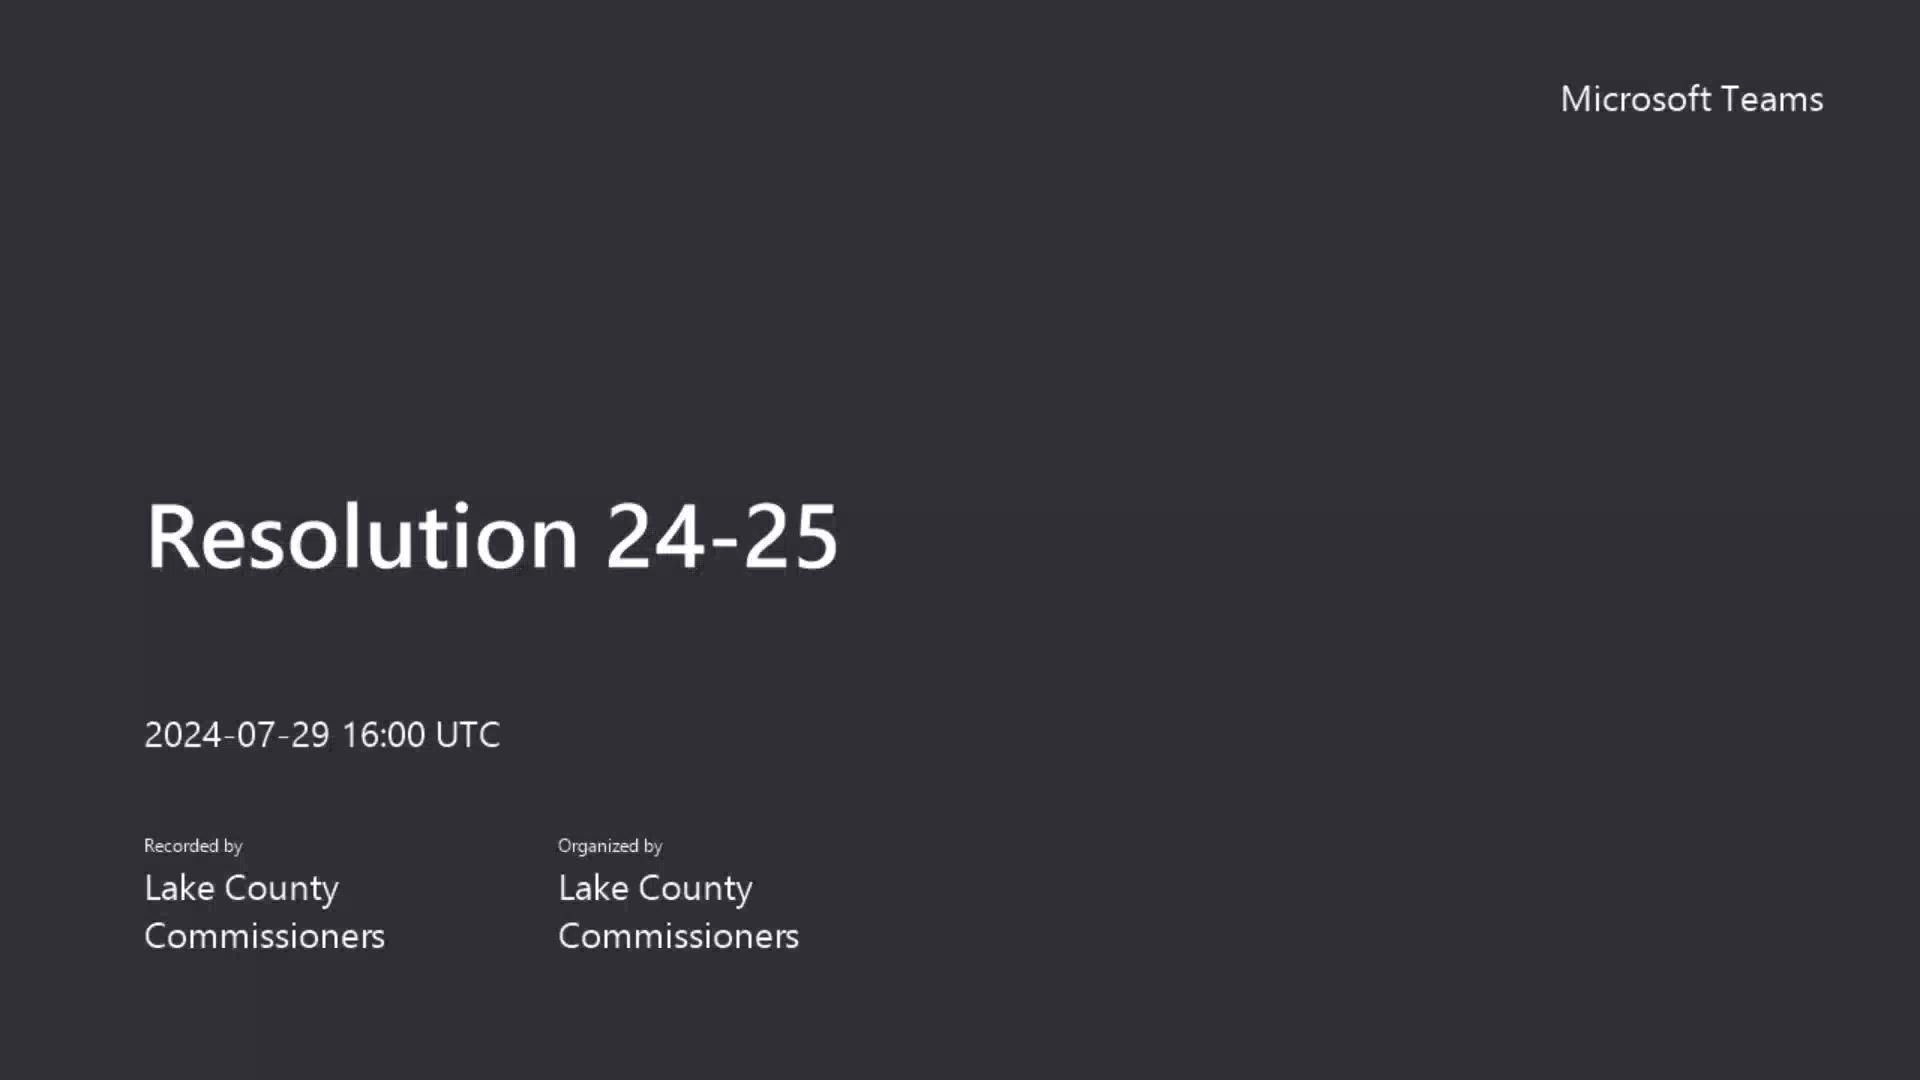 Microsoft Teams
Resolution 24-25
2024-07-29 16:00 UTC
Recorded by
Lake County
Commissioners
Organized by
Lake County
Commissioners